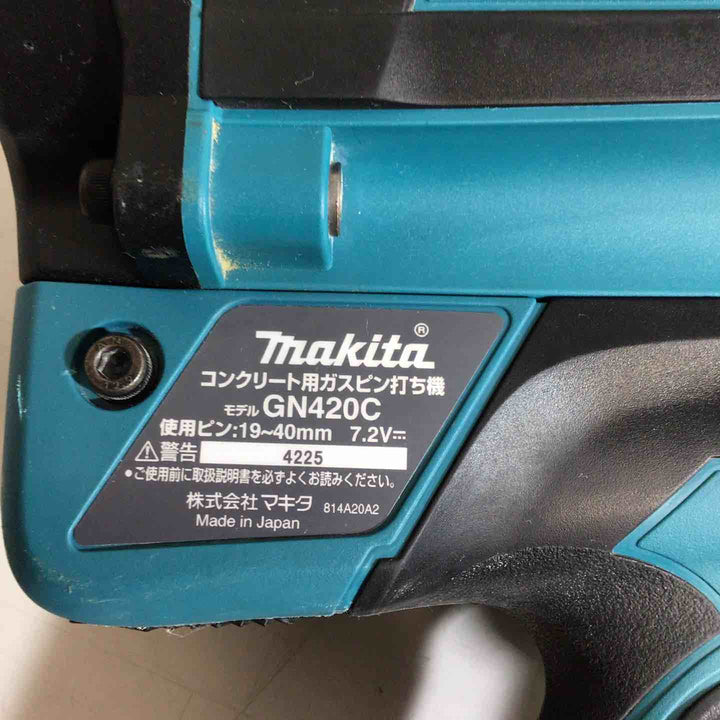 makita®
コンクリート用ガスピン打ち機
モデル GN420C
使用ピン:19~40mm 7.2V⎓
⚠警告 4225
●ご使用前に取扱説明書を必ずよくお読みください。
株式会社マキタ 814A20A2
Made in Japan